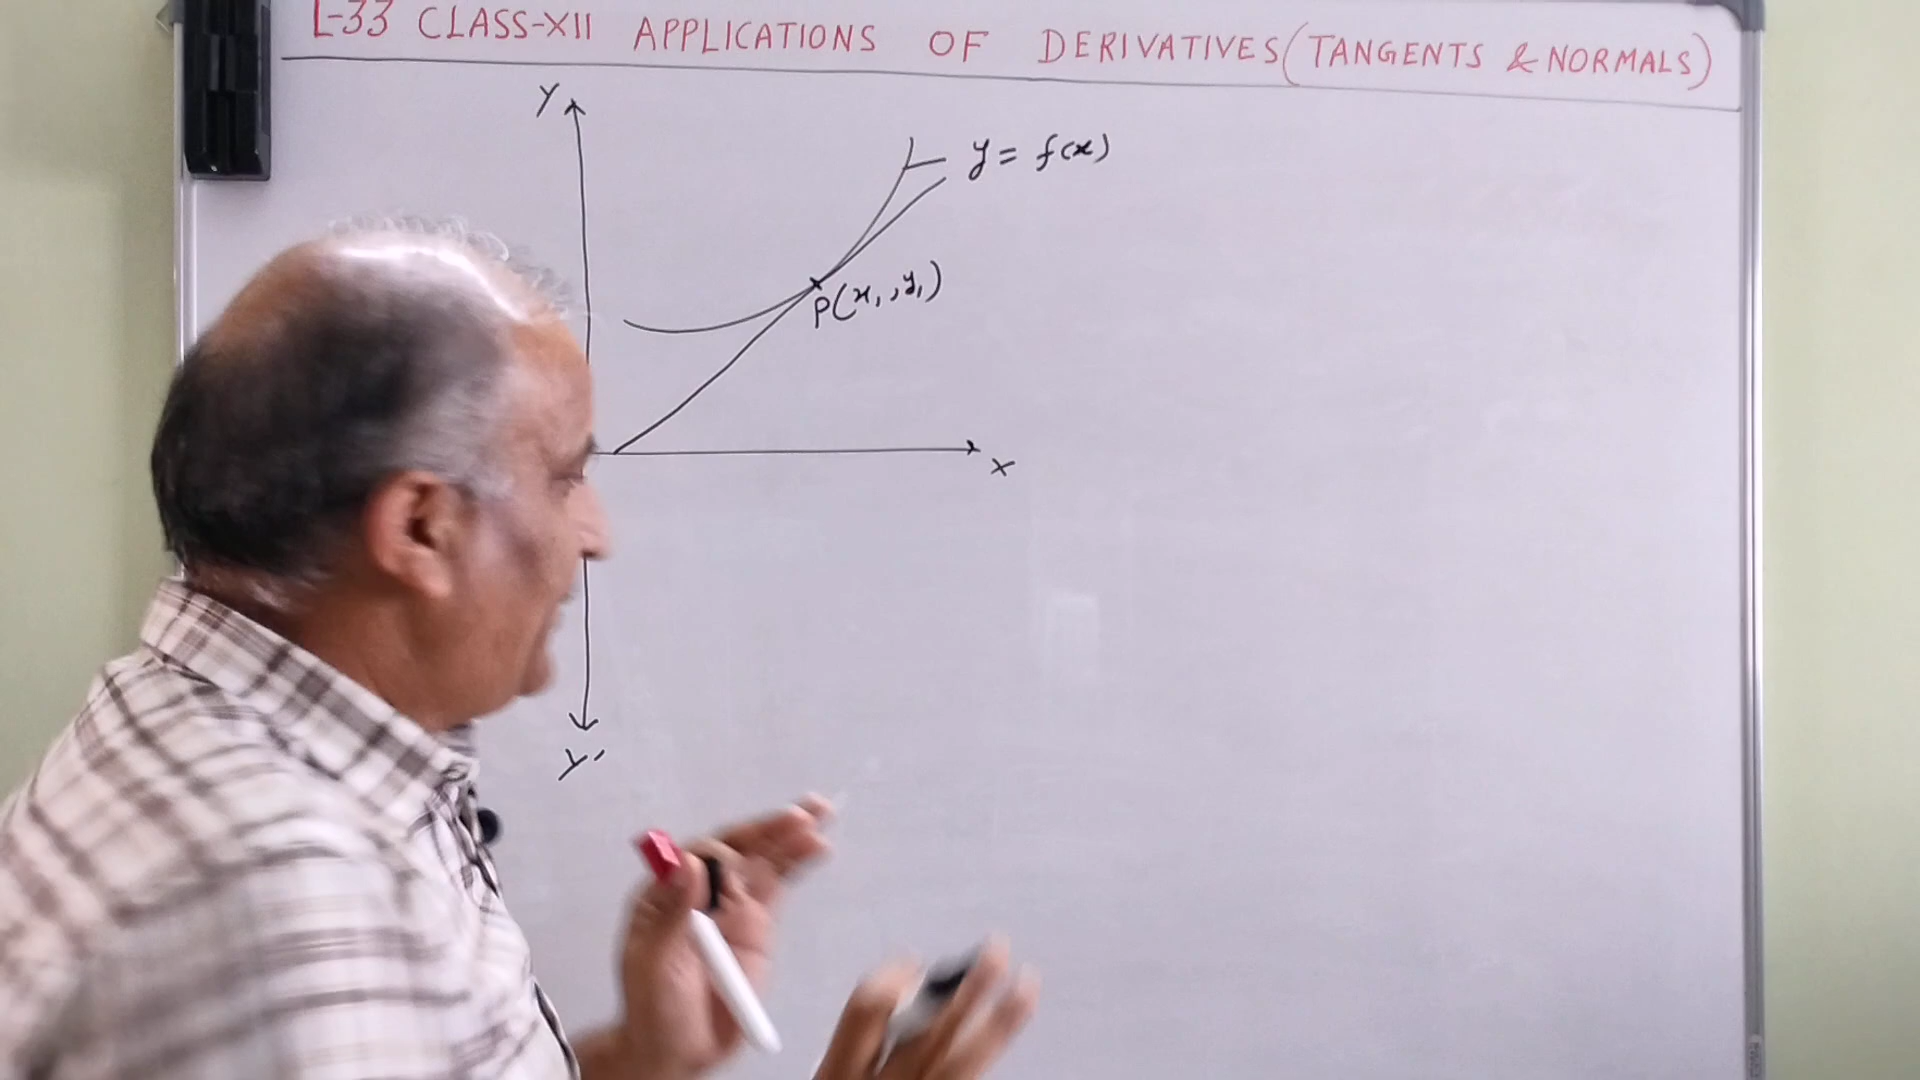 L-33 CLASS-XII APPLICATIONS OF DERIVATIVES (TANGENTS & NORMALS)
Y
y = f(x)
P(x₁, y₁)
X
Y'